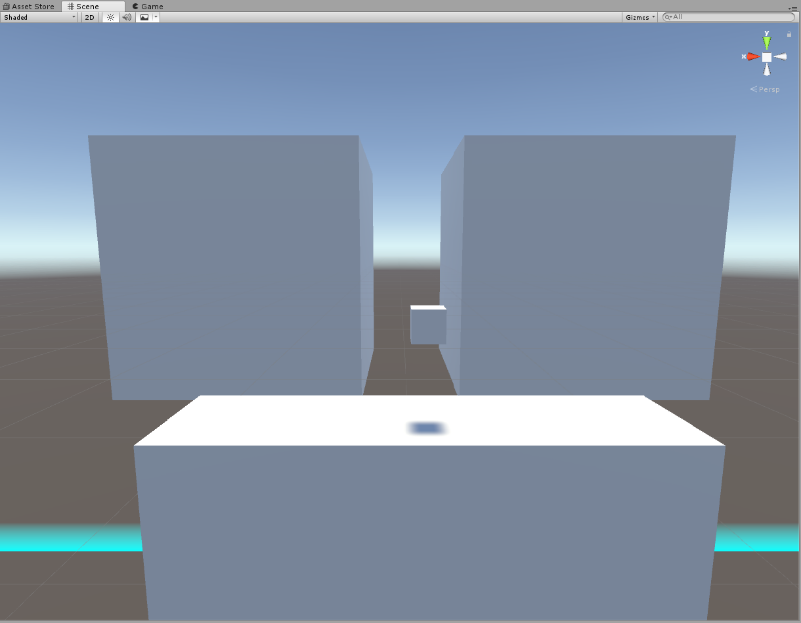 Asset Store Scene Game
Shaded 2D Gizmos All
y
x
Persp